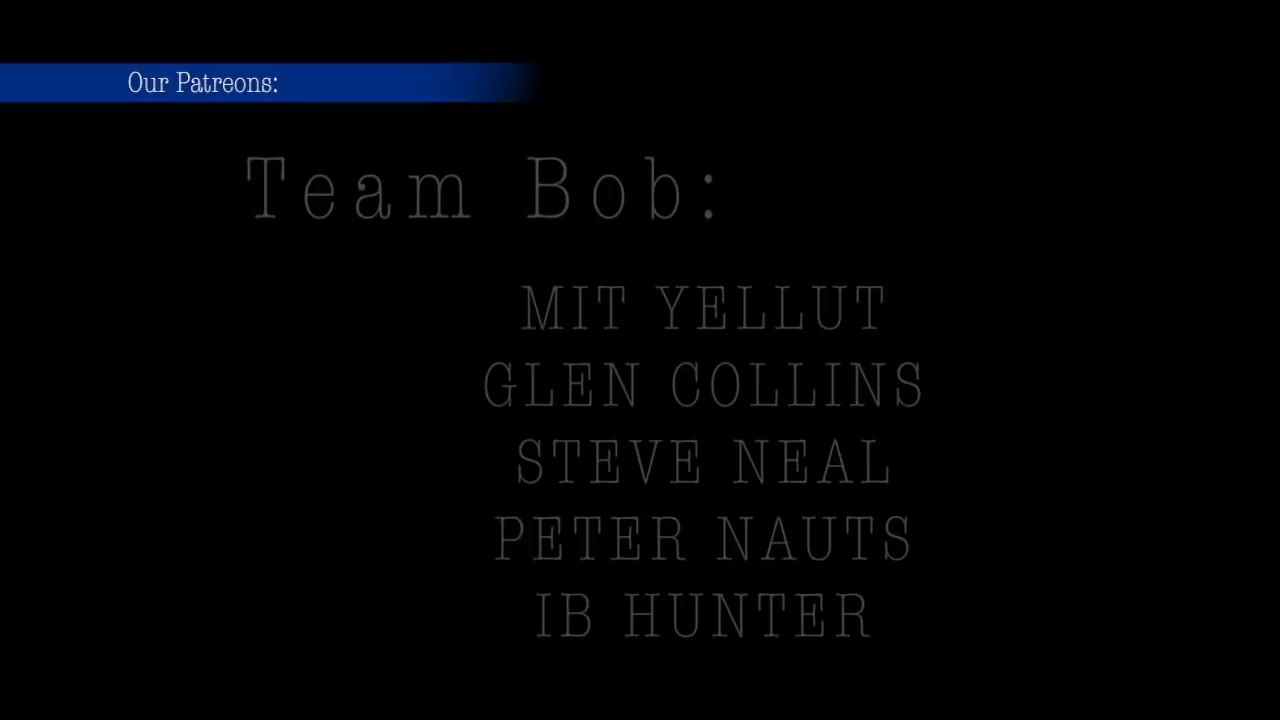 Our Patreons:
Team Bob:
MIT YELLUT
GLEN COLLINS
STEVE NEAL
PETER NAUTS
IB HUNTER